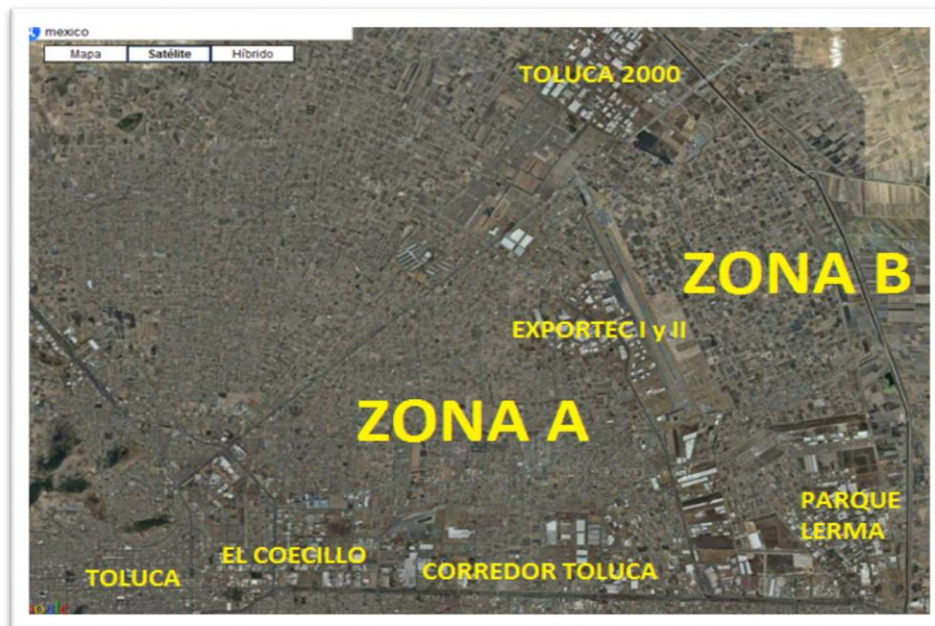 mexico
Mapa
Satélite
Híbrido
TOLUCA 2000
ZONA B
EXPORTEC I y II
ZONA A
PARQUE
LERMA
EL COECILLO
CORREDOR TOLUCA
TOLUCA